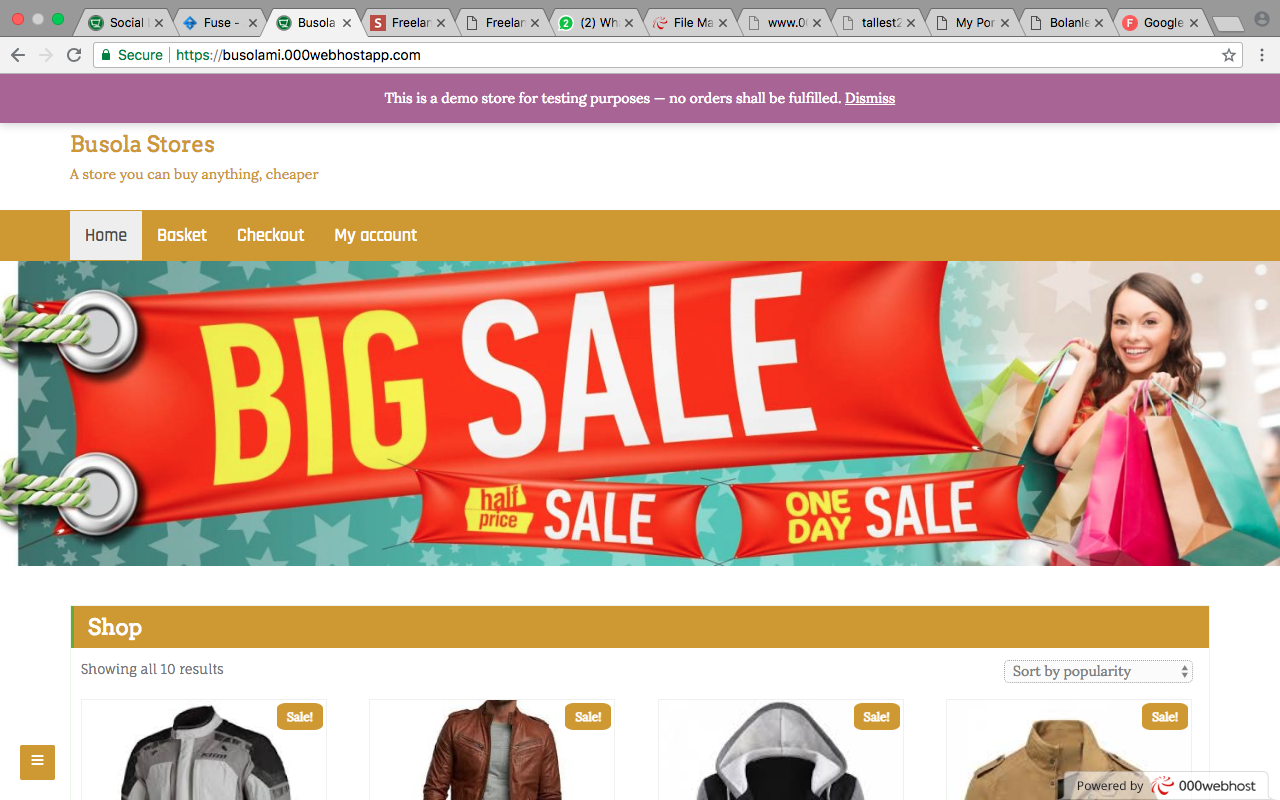 Social
Fuse -
Busola
Freelan
Freelan
(2) Wh
File Ma
www.0
tallest2
My Por
Bolanle
Google
Secure https://busolami.000webhostapp.com
This is a demo store for testing purposes — no orders shall be fulfilled. Dismiss
Busola Stores
A store you can buy anything, cheaper
Home Basket Checkout My account
BIG SALE
half price SALE
ONE DAY SALE
Shop
Showing all 10 results
Sort by popularity
Sale!
Sale!
Sale!
Sale!
Powered by 000webhost